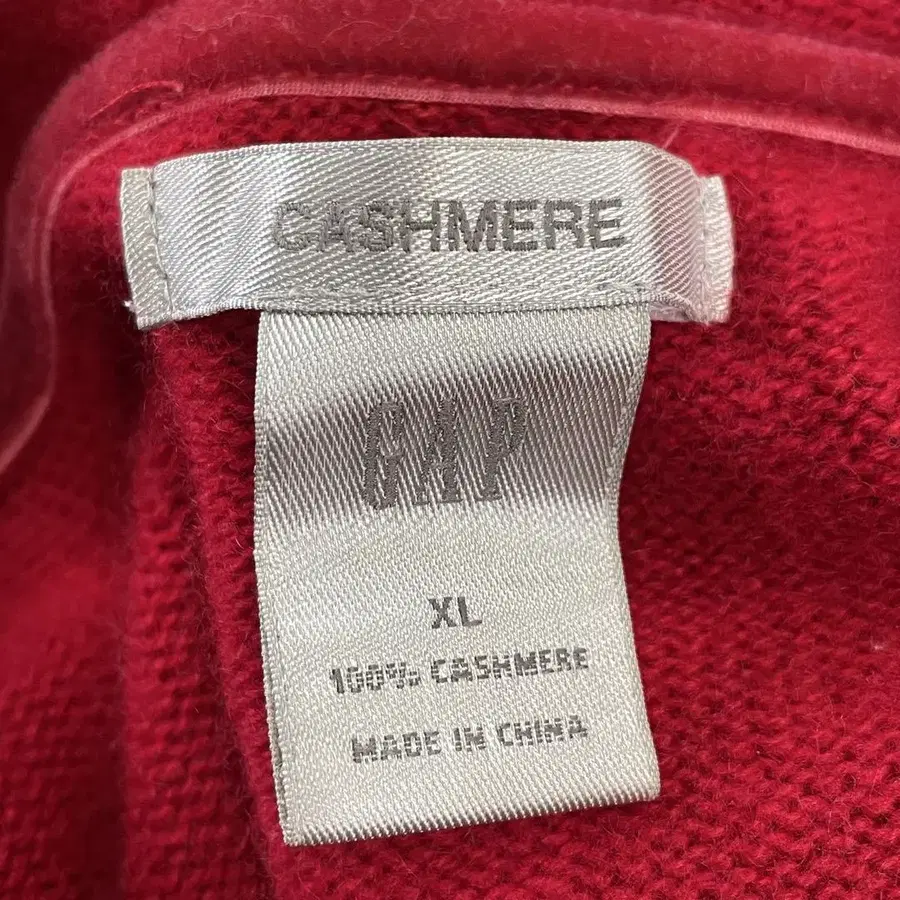 CASHMERE
GAP
XL
100% CASHMERE
MADE IN CHINA